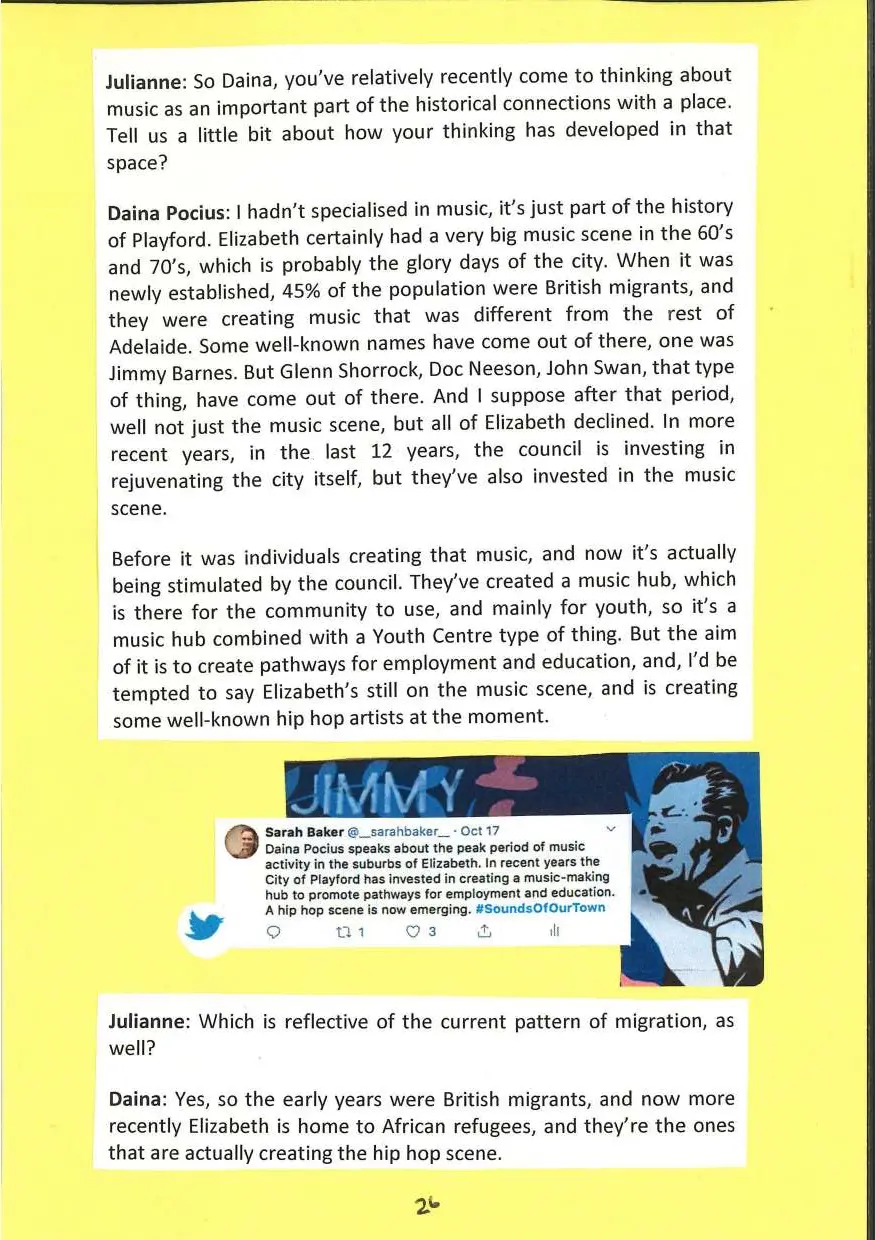 Julianne: So Daina, you've relatively recently come to thinking about
music as an important part of the historical connections with a place.
Tell us a little bit about how your thinking has developed in that
space?
Daina Pocius: I hadn't specialised in music, it's just part of the history
of Playford. Elizabeth certainly had a very big music scene in the 60's
and 70's, which is probably the glory days of the city. When it was
newly established, 45% of the population were British migrants, and
they were creating music that was different from the rest of
Adelaide. Some well-known names have come out of there, one was
Jimmy Barnes. But Glenn Shorrock, Doc Neeson, John Swan, that type
of thing, have come out of there. And I suppose after that period,
well not just the music scene, but all of Elizabeth declined. In more
recent years, in the last 12 years, the council is investing in
rejuvenating the city itself, but they've also invested in the music
scene.
Before it was individuals creating that music, and now it's actually
being stimulated by the council. They've created a music hub, which
is there for the community to use, and mainly for youth, so it's a
music hub combined with a Youth Centre type of thing. But the aim
of it is to create pathways for employment and education, and, I'd be
tempted to say Elizabeth's still on the music scene, and is creating
some well-known hip hop artists at the moment.
JIMMY
Sarah Baker @__sarahbaker__ · Oct 17
Daina Pocius speaks about the peak period of music
activity in the suburbs of Elizabeth. In recent years the
City of Playford has invested in creating a music-making
hub to promote pathways for employment and education.
A hip hop scene is now emerging. #SoundsOfOurTown
1 3
Julianne: Which is reflective of the current pattern of migration, as
well?
Daina: Yes, so the early years were British migrants, and now more
recently Elizabeth is home to African refugees, and they're the ones
that are actually creating the hip hop scene.
26